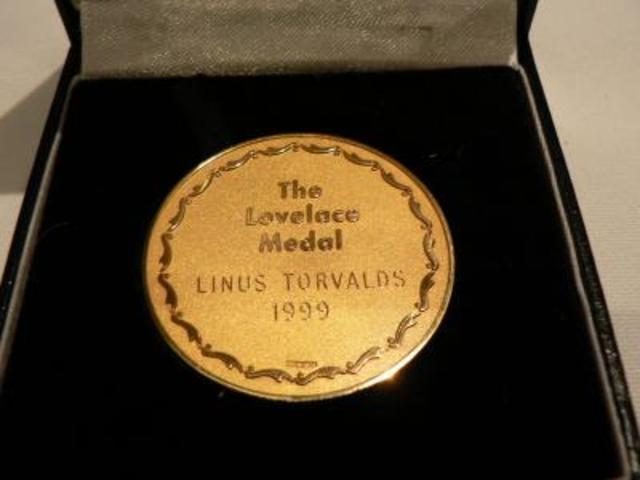 The
Lovelace
Medal
LINUS TORVALDS
1999